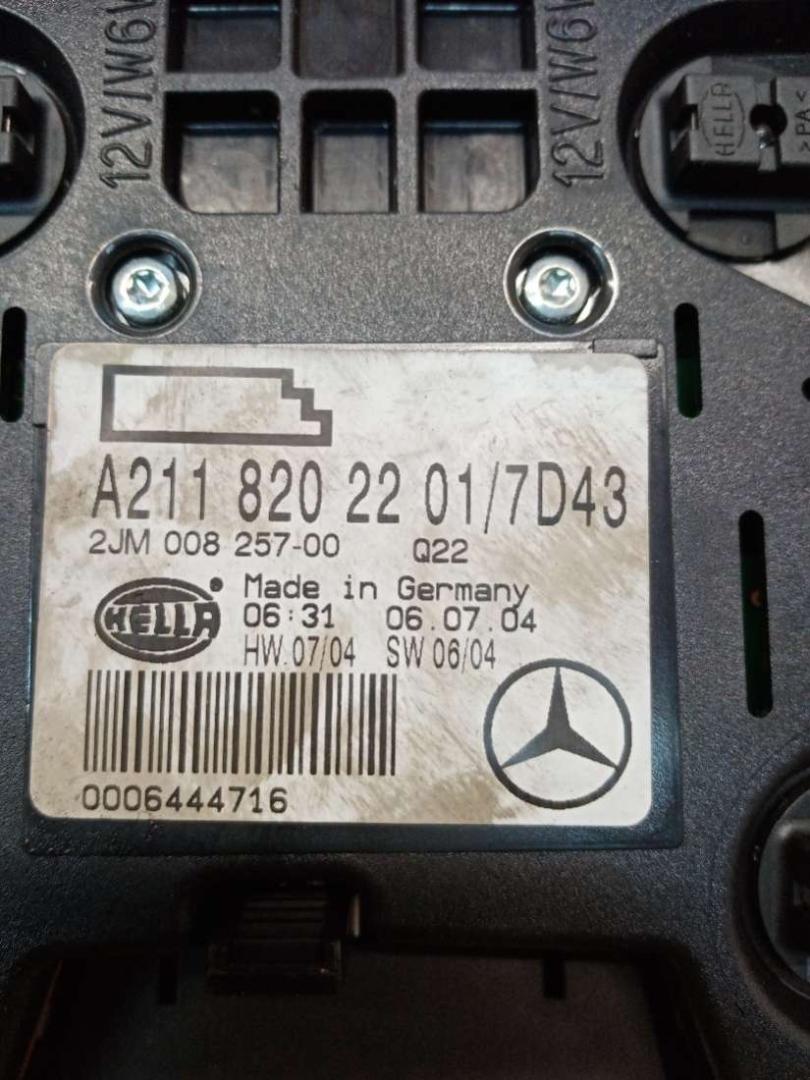 12V/W6W
12V/W6W
HELLA
>PA<
A211 820 22 01/7D43
2JM 008 257-00 Q22
HELLA ® Made in Germany
06:31 06.07.04
HW.07/04 SW 06/04
0006444716